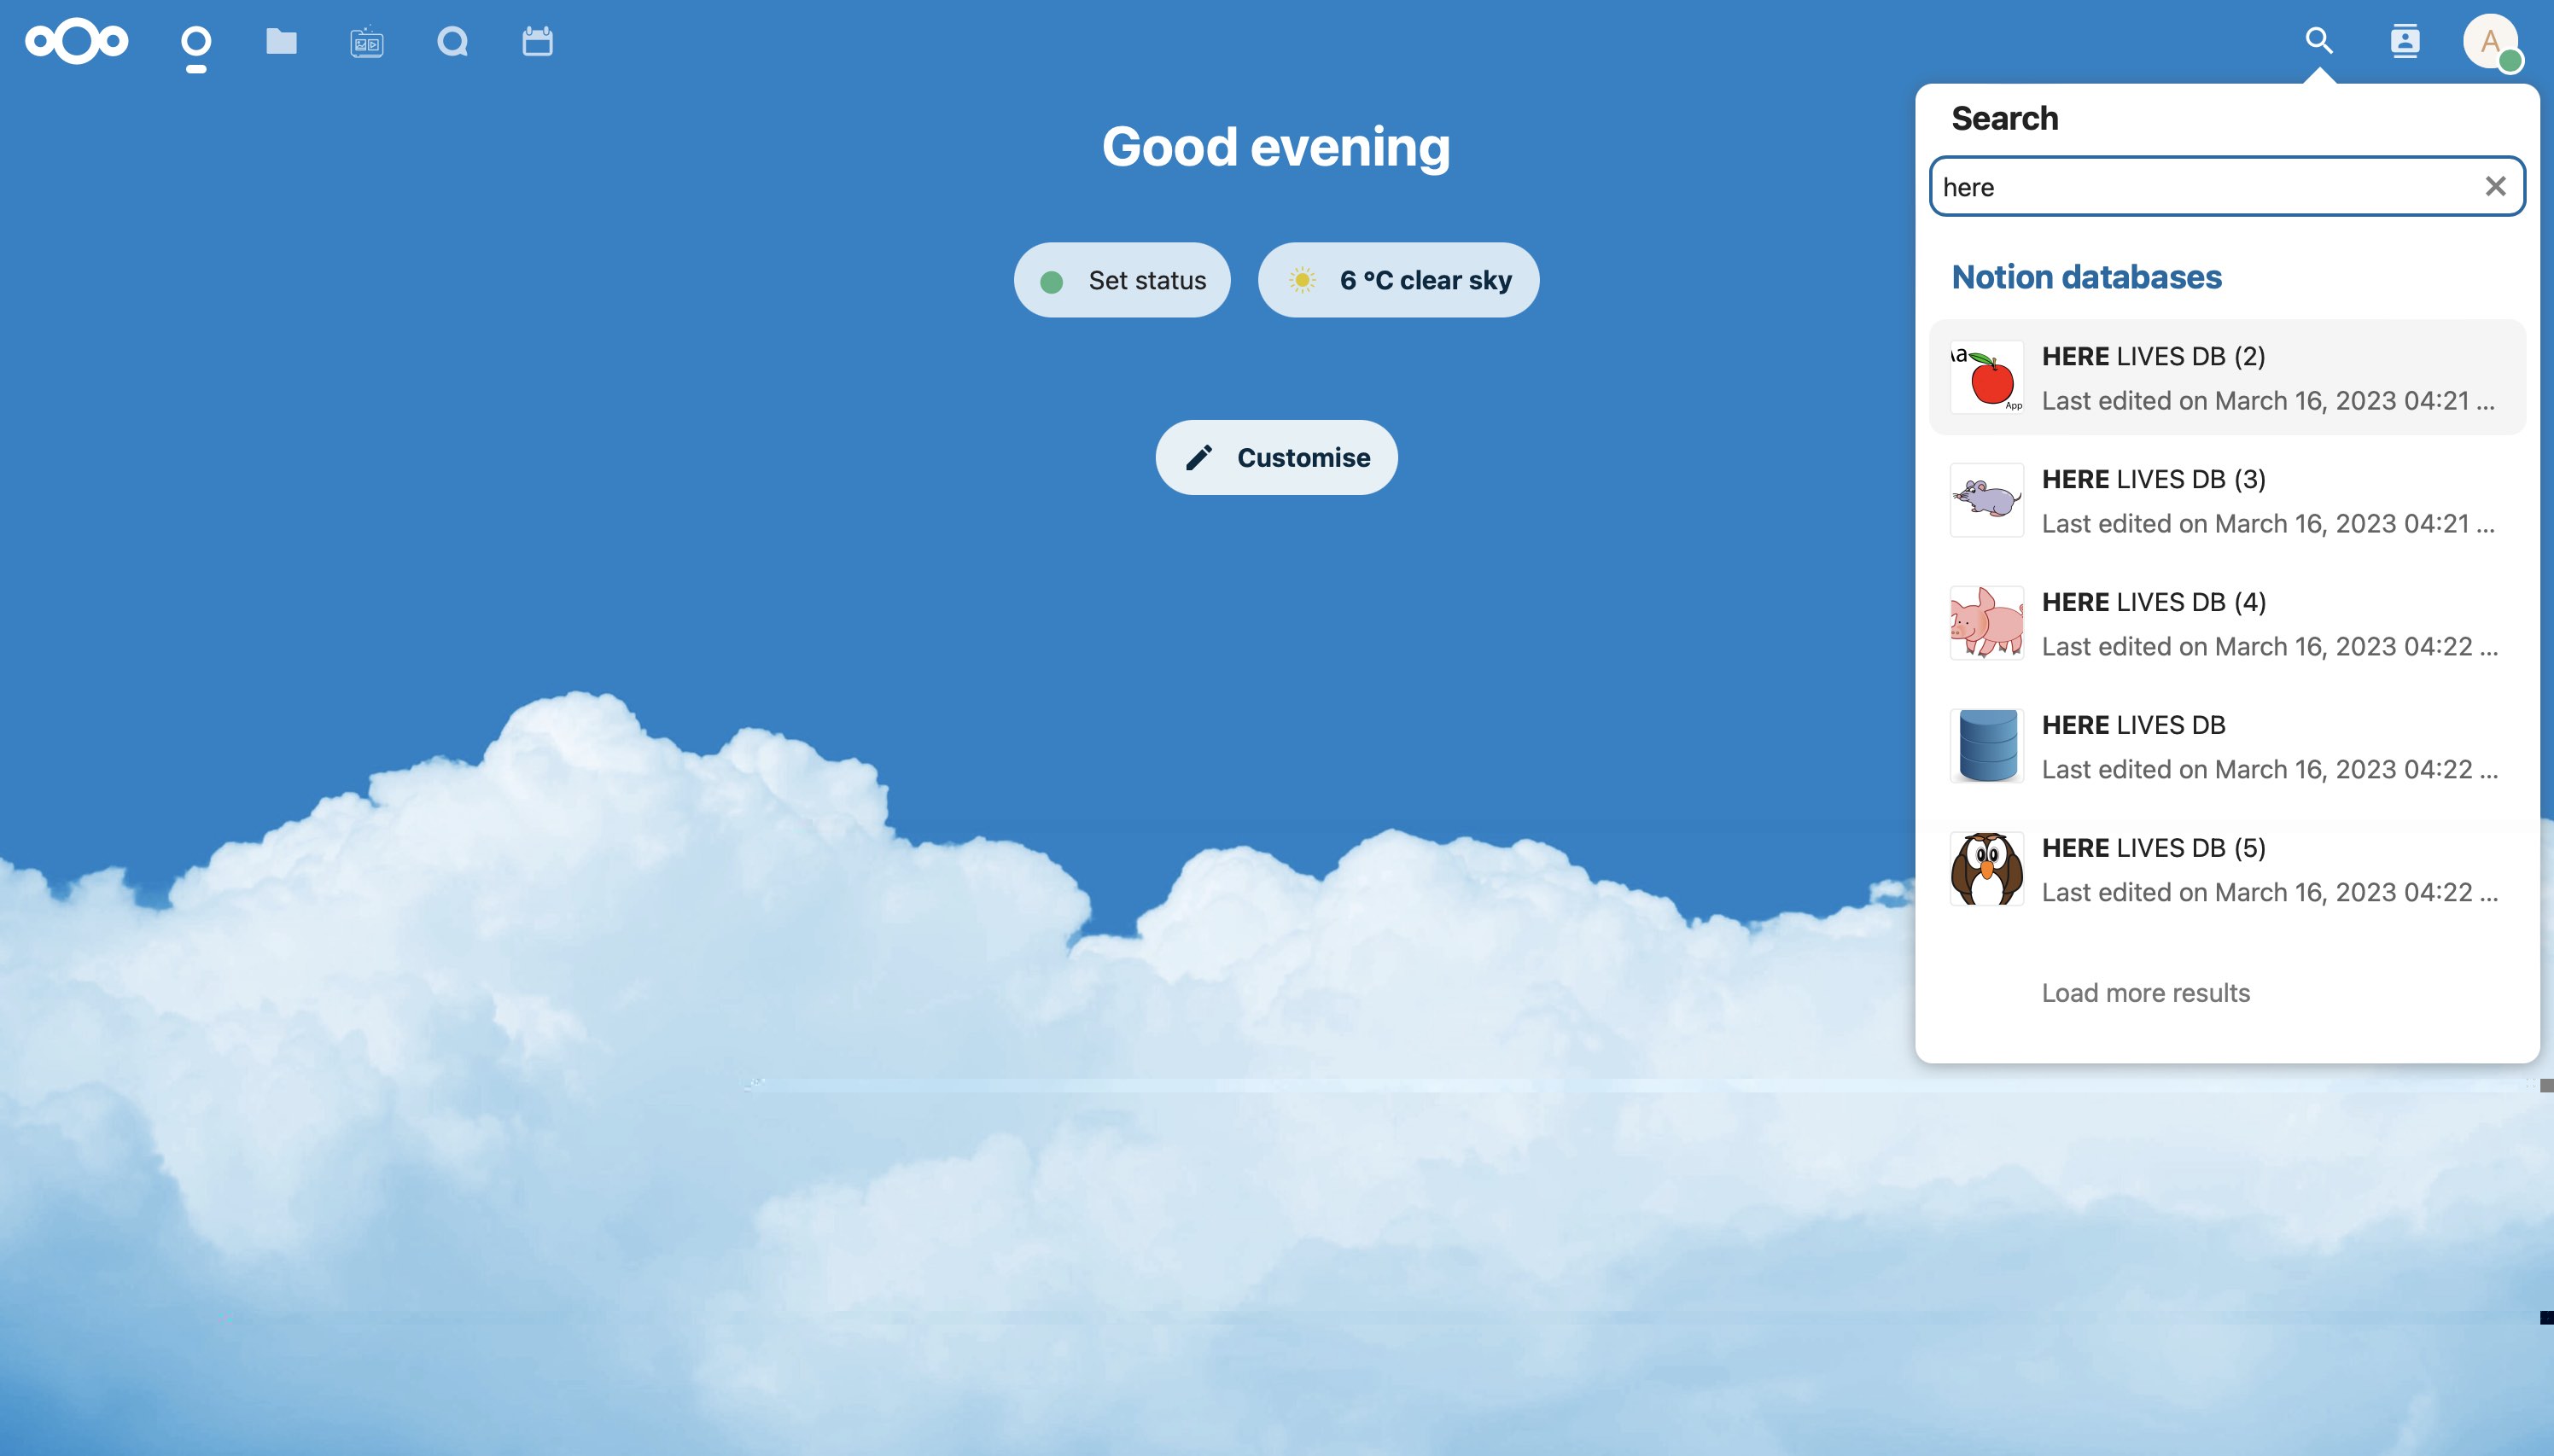 A
Good evening
Set status
6 °C clear sky
Customise
Search
here
Notion databases
Aa
App
HERE LIVES DB (2)
Last edited on March 16, 2023 04:21 ...
HERE LIVES DB (3)
Last edited on March 16, 2023 04:21 ...
HERE LIVES DB (4)
Last edited on March 16, 2023 04:22 ...
HERE LIVES DB
Last edited on March 16, 2023 04:22 ...
HERE LIVES DB (5)
Last edited on March 16, 2023 04:22 ...
Load more results